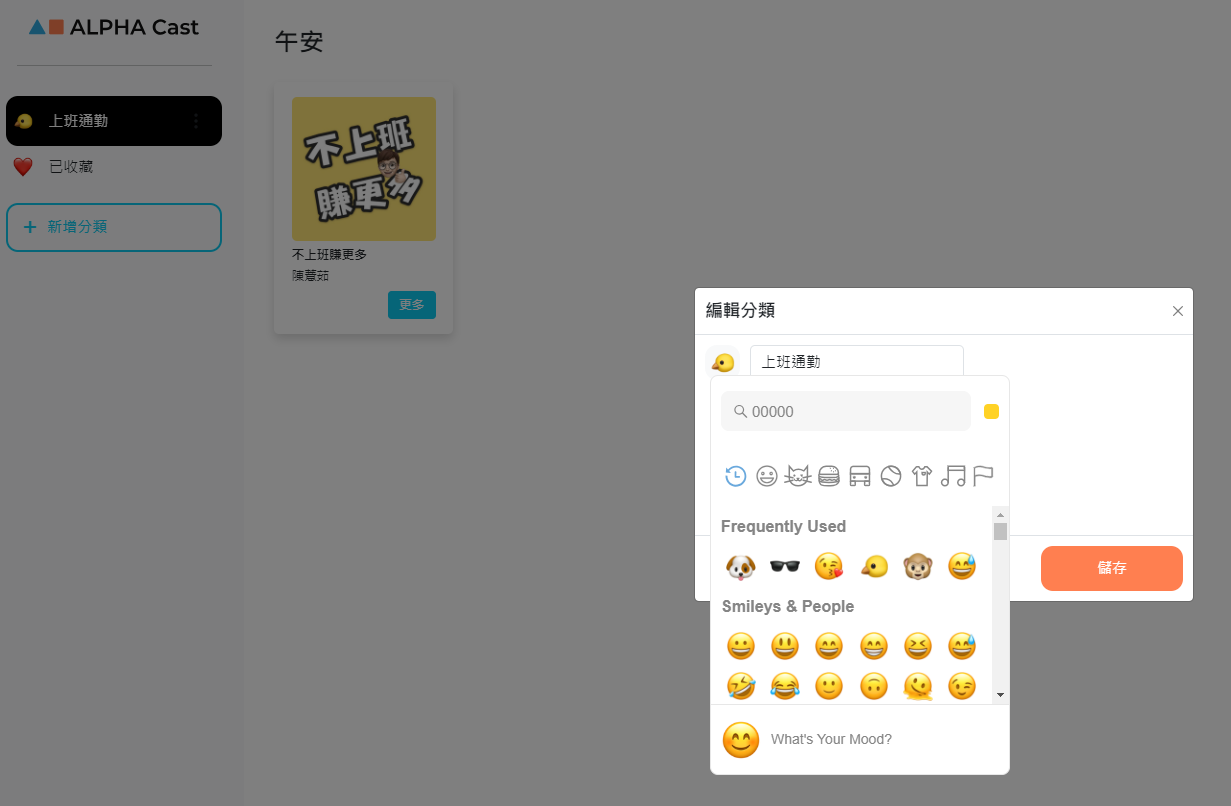 ALPHA Cast
上班通勤
已收藏
+ 新增分類
午安
不上班
賺更多
不上班賺更多
陳薏茹
更多
編輯分類
上班通勤
00000
Frequently Used
Smileys & People
What's Your Mood?
儲存